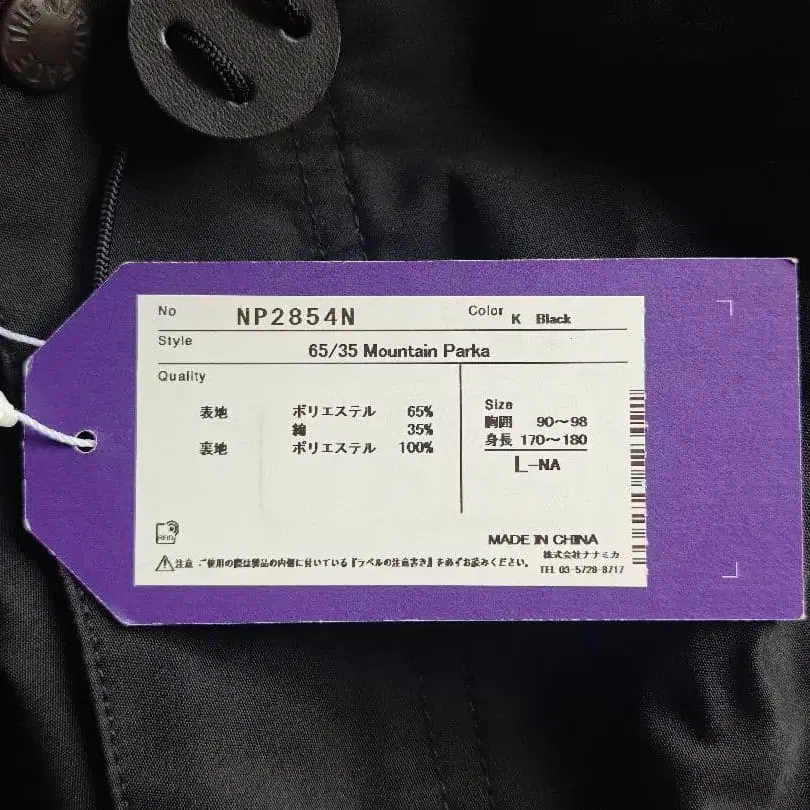 THE NOR
No NP2854N Color K Black
Style
65/35 Mountain Parka
Quality
表地 ポリエステル 65%
綿 35%
裏地 ポリエステル 100%
Size
胸囲 90〜98
身長 170〜180
L-NA
RFID
MADE IN CHINA
株式会社ナナミカ
⚠注意 ご使用の際は製品の内側に付いている『ラベルの注意書き』を必ずお読みください。
TEL 03-5728-8717